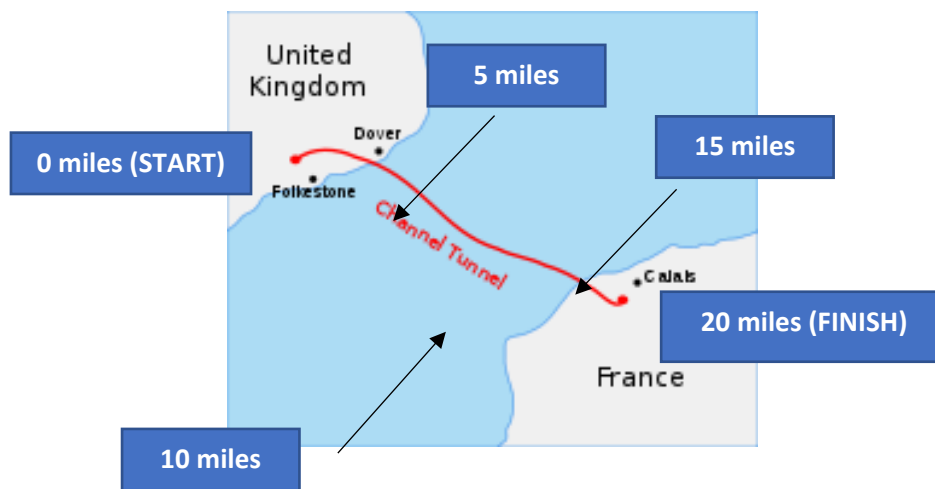 United
Kingdom
5 miles
Dover
0 miles (START)
15 miles
Folkestone
Channel Tunnel
Calais
20 miles (FINISH)
France
10 miles